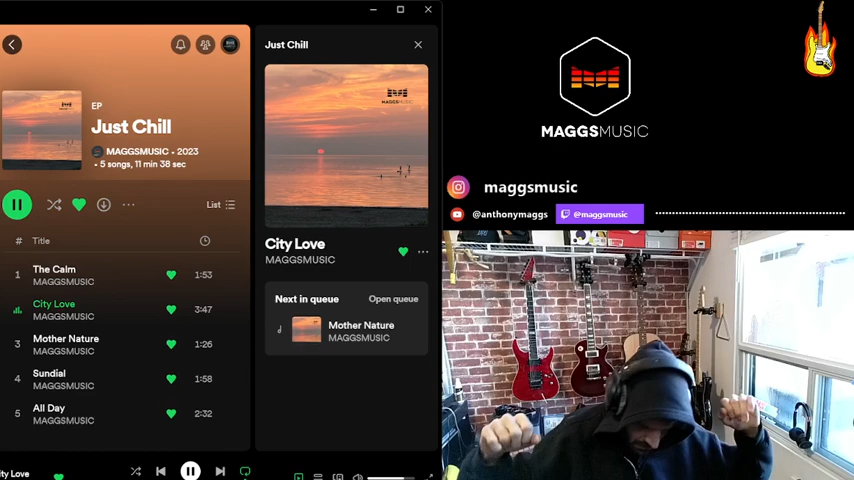 EP
Just Chill
MAGGSMUSIC • 2023
• 5 songs, 11 min 38 sec
List
# Title
1 The Calm 1:53
MAGGSMUSIC
City Love 3:47
MAGGSMUSIC
3 Mother Nature 1:26
MAGGSMUSIC
4 Sundial 1:58
MAGGSMUSIC
5 All Day 2:32
MAGGSMUSIC
ity Love
Just Chill
MAGGSMUSIC
City Love
MAGGSMUSIC
Next in queue Open queue
Mother Nature
MAGGSMUSIC
MAGGSMUSIC
maggsmusic
@anthonymaggs @maggsmusic